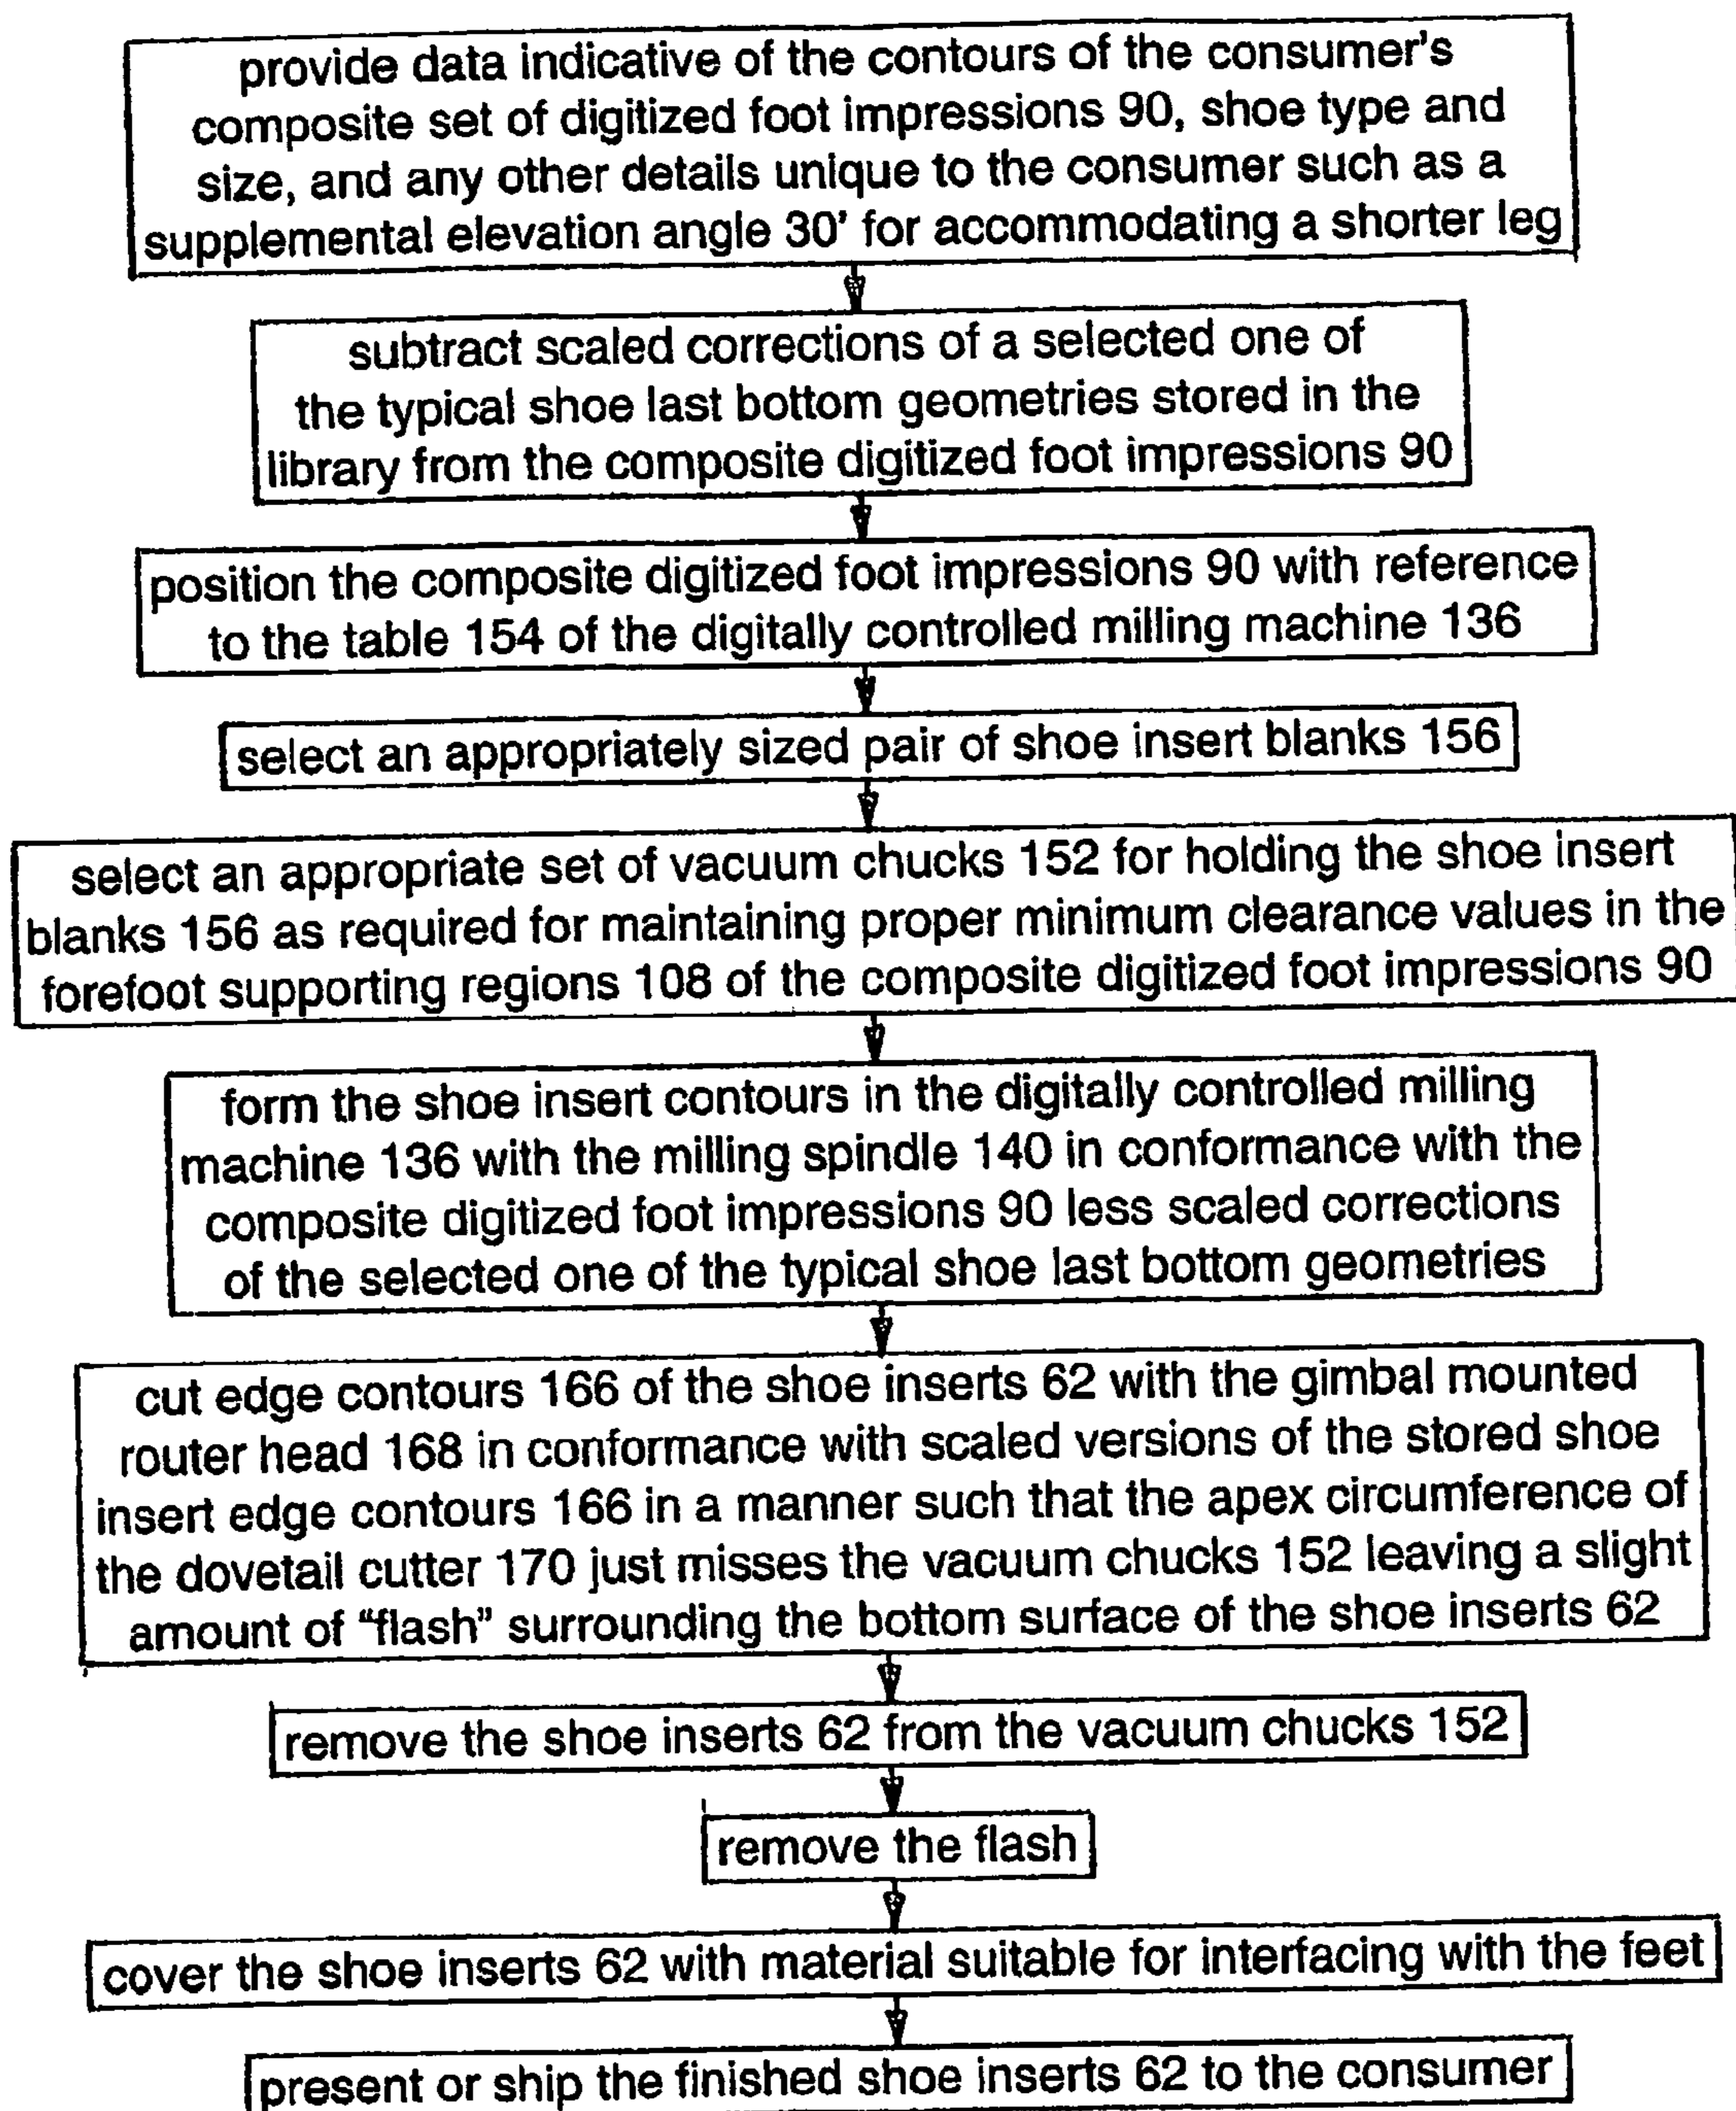 provide data indicative of the contours of the consumer's
composite set of digitized foot impressions 90, shoe type and
size, and any other details unique to the consumer such as a
supplemental elevation angle 30' for accommodating a shorter leg
subtract scaled corrections of a selected one of
the typical shoe last bottom geometries stored in the
library from the composite digitized foot impressions 90
position the composite digitized foot impressions 90 with reference
to the table 154 of the digitally controlled milling machine 136
select an appropriately sized pair of shoe insert blanks 156
select an appropriate set of vacuum chucks 152 for holding the shoe insert
blanks 156 as required for maintaining proper minimum clearance values in the
forefoot supporting regions 108 of the composite digitized foot impressions 90
form the shoe insert contours in the digitally controlled milling
machine 136 with the milling spindle 140 in conformance with the
composite digitized foot impressions 90 less scaled corrections
of the selected one of the typical shoe last bottom geometries
cut edge contours 166 of the shoe inserts 62 with the gimbal mounted
router head 168 in conformance with scaled versions of the stored shoe
insert edge contours 166 in a manner such that the apex circumference of
the dovetail cutter 170 just misses the vacuum chucks 152 leaving a slight
amount of “flash” surrounding the bottom surface of the shoe inserts 62
remove the shoe inserts 62 from the vacuum chucks 152
remove the flash
cover the shoe inserts 62 with material suitable for interfacing with the feet
present or ship the finished shoe inserts 62 to the consumer